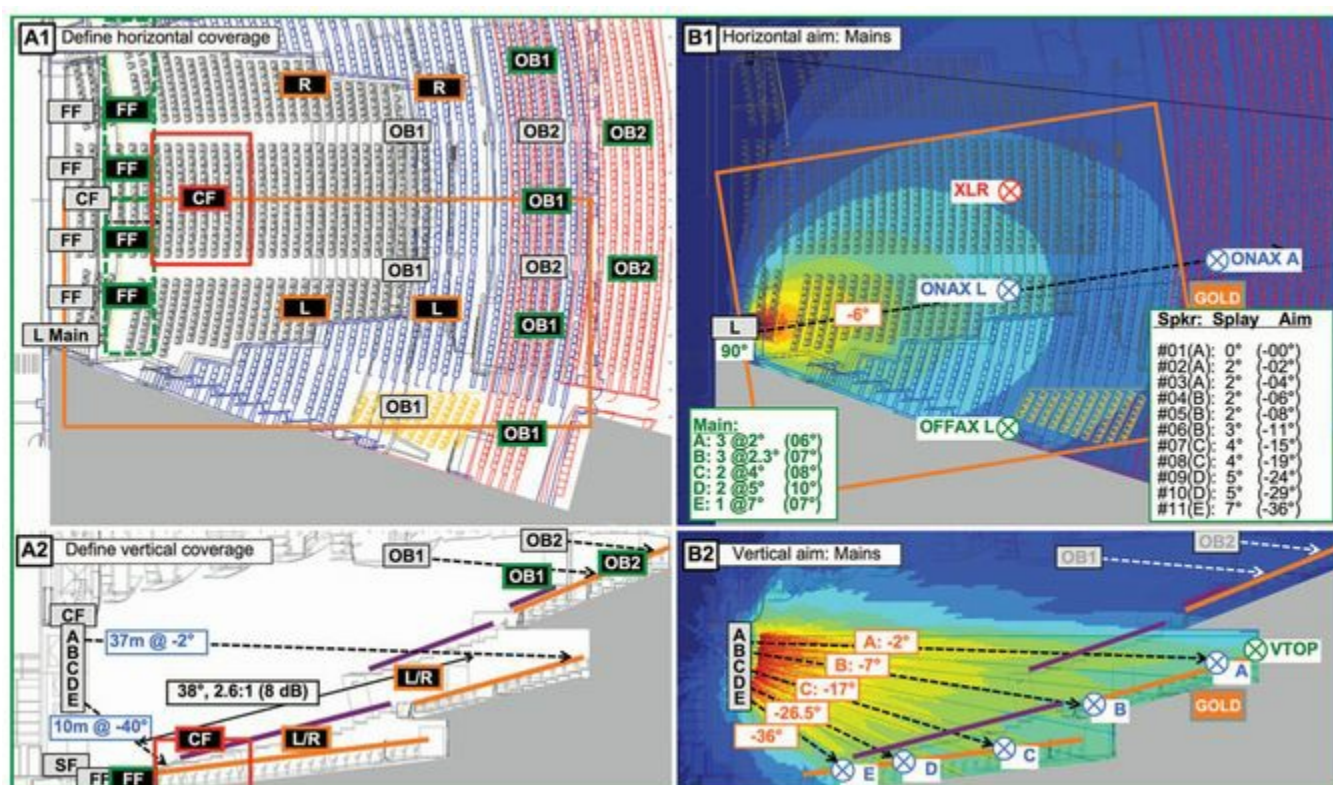 A1 Define horizontal coverage
OB1
R
R
FF
FF
OB1
OB2
OB2
FF
FF
CF
CF
OB1
FF
FF
OB1
OB2
OB2
FF
FF
L
L
OB1
L Main
OB1
OB1
B1 Horizontal aim: Mains
XLR
ONAX A
ONAX L
GOLD
L
-6°
90°
OFFAX L
Main:
A: 3 @2° (06°)
B: 3 @2.3° (07°)
C: 2 @4° (08°)
D: 2 @5° (10°)
E: 1 @7° (07°)
Spkr: Splay Aim
#01(A): 0° (-00°)
#02(A): 2° (-02°)
#03(A): 2° (-04°)
#04(B): 2° (-06°)
#05(B): 2° (-08°)
#06(B): 3° (-11°)
#07(C): 4° (-15°)
#08(C): 4° (-19°)
#09(D): 5° (-24°)
#10(D): 5° (-29°)
#11(E): 7° (-36°)
A2 Define vertical coverage
OB1
OB2
OB1
OB2
CF
A
B
C
D
E
37m @ -2°
L/R
38°, 2.6:1 (8 dB)
10m @ -40°
CF
L/R
SF
FF
FF
B2 Vertical aim: Mains
OB2
OB1
A
B
C
D
E
A: -2°
VTOP
B: -7°
A
C: -17°
GOLD
-26.5°
B
-36°
C
D
E